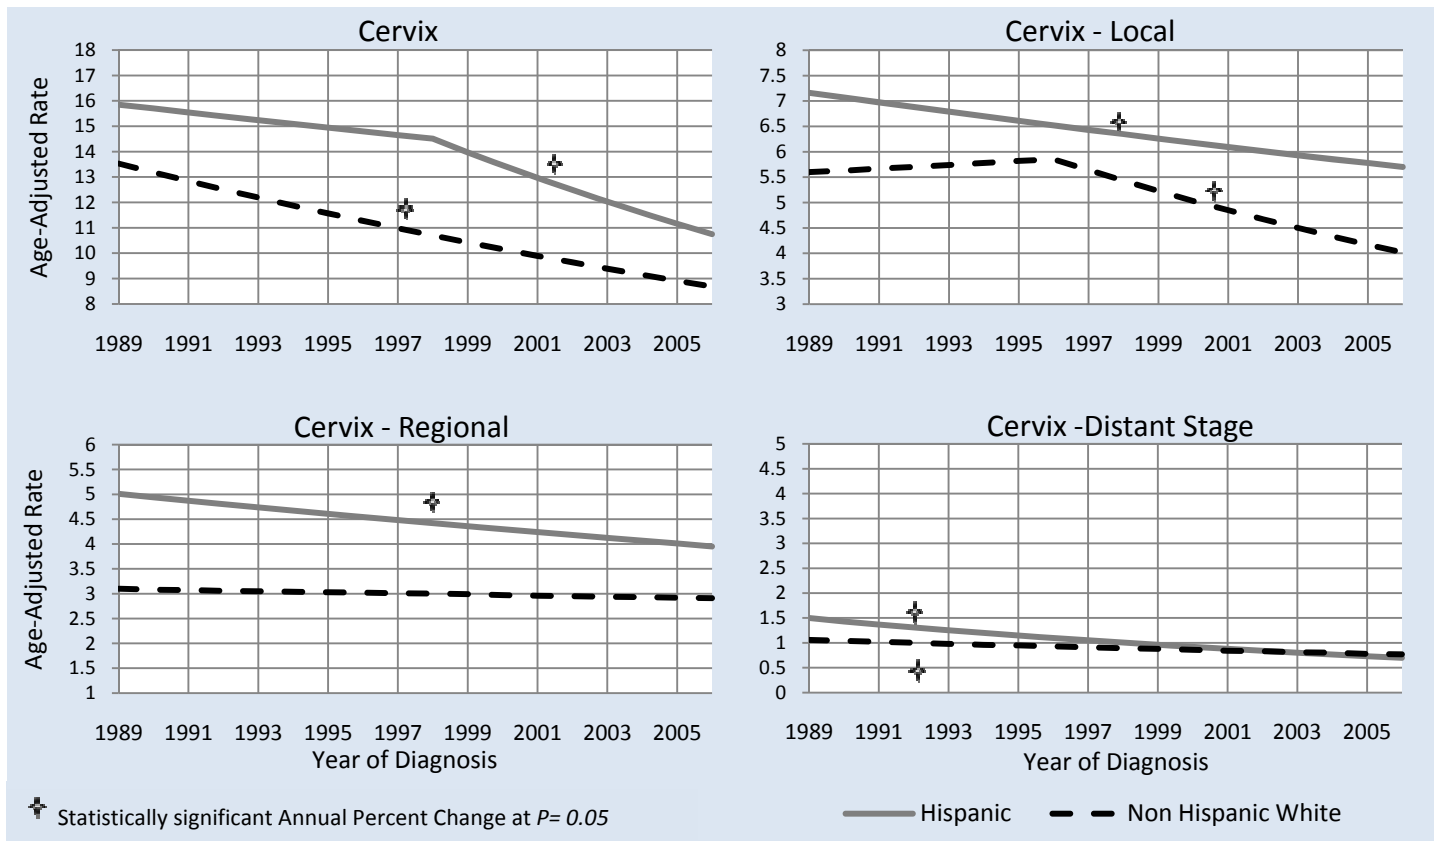 Cervix
Age-Adjusted Rate
18
17
16
15
14
13
12
11
10
9
8
1989 1991 1993 1995 1997 1999 2001 2003 2005
Cervix - Local
8
7.5
7
6.5
6
5.5
5
4.5
4
3.5
3
1989 1991 1993 1995 1997 1999 2001 2003 2005
Cervix - Regional
Age-Adjusted Rate
6
5.5
5
4.5
4
3.5
3
2.5
2
1.5
1
1989 1991 1993 1995 1997 1999 2001 2003 2005
Year of Diagnosis
Cervix -Distant Stage
5
4.5
4
3.5
3
2.5
2
1.5
1
0.5
0
1989 1991 1993 1995 1997 1999 2001 2003 2005
Year of Diagnosis
Statistically significant Annual Percent Change at P= 0.05
Hispanic
Non Hispanic White